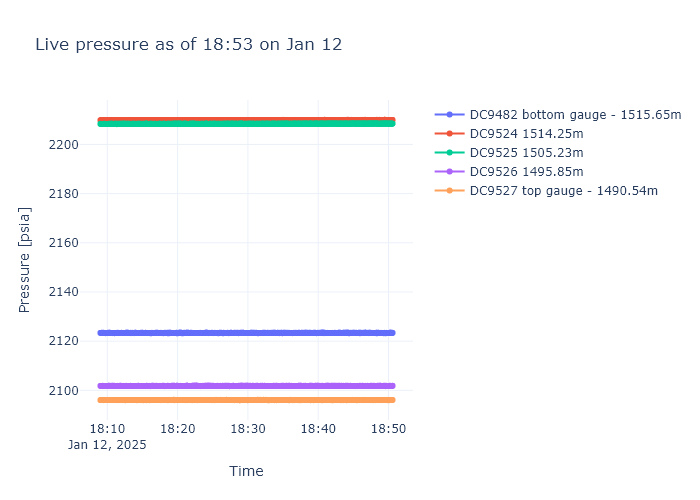 Live pressure as of 18:53 on Jan 12
DC9482 bottom gauge - 1515.65m
DC9524 1514.25m
DC9525 1505.23m
DC9526 1495.85m
DC9527 top gauge - 1490.54m
Pressure [psia]
2200
2180
2160
2140
2120
2100
18:10 18:20 18:30 18:40 18:50
Jan 12, 2025
Time